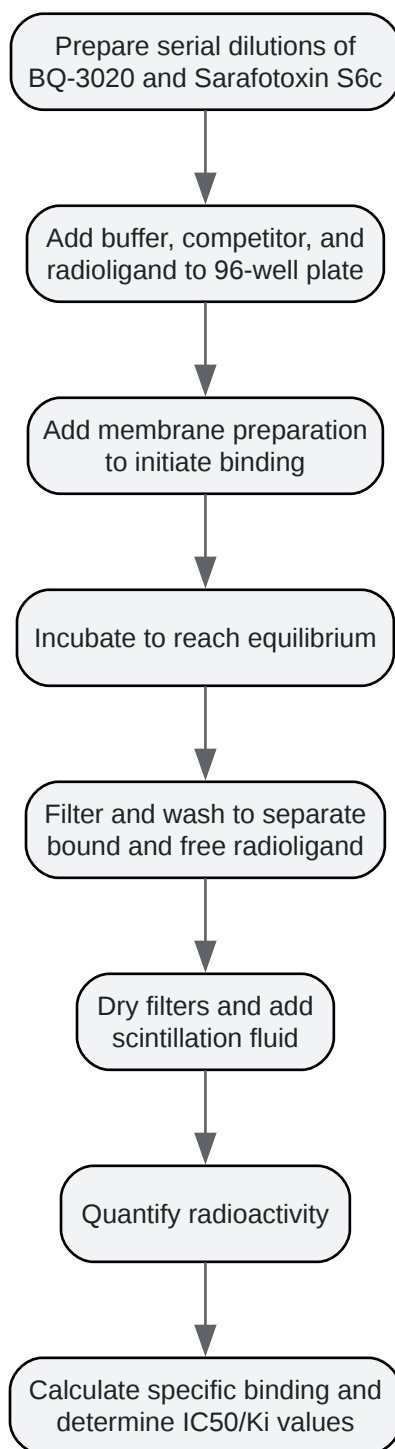 Prepare serial dilutions of
BQ-3020 and Sarafotoxin S6c
Add buffer, competitor, and
radioligand to 96-well plate
Add membrane preparation
to initiate binding
Incubate to reach equilibrium
Filter and wash to separate
bound and free radioligand
Dry filters and add
scintillation fluid
Quantify radioactivity
Calculate specific binding and
determine IC50/Ki values